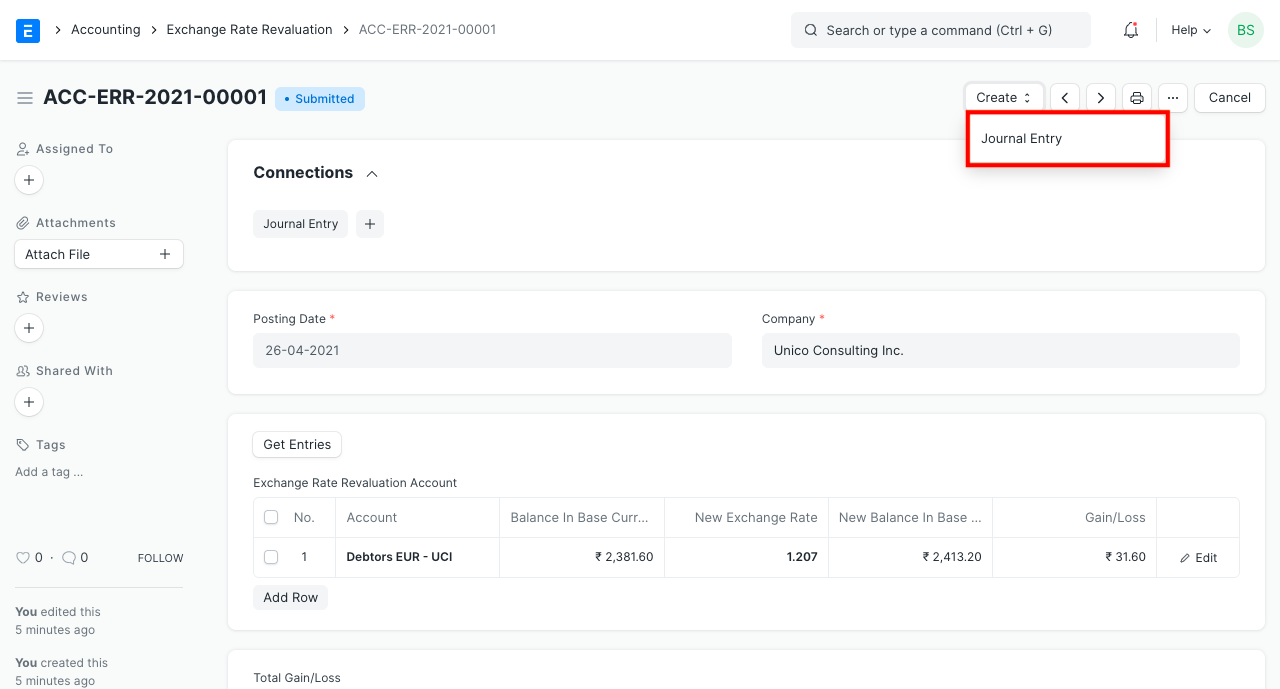 E
Accounting
Exchange Rate Revaluation
ACC-ERR-2021-00001
Search or type a command (Ctrl + G)
Help
BS
ACC-ERR-2021-00001
• Submitted
Create
...
Cancel
Journal Entry
Assigned To
+
Attachments
Attach File +
Reviews
+
Shared With
+
Tags
Add a tag ...
0 · 0 FOLLOW
You edited this
5 minutes ago
You created this
5 minutes ago
Connections
Journal Entry +
Posting Date * Company *
26-04-2021 Unico Consulting Inc.
Get Entries
Exchange Rate Revaluation Account
No. Account Balance In Base Curr... New Exchange Rate New Balance In Base ... Gain/Loss
1 Debtors EUR - UCI ₹ 2,381.60 1.207 ₹ 2,413.20 ₹ 31.60 Edit
Add Row
Total Gain/Loss